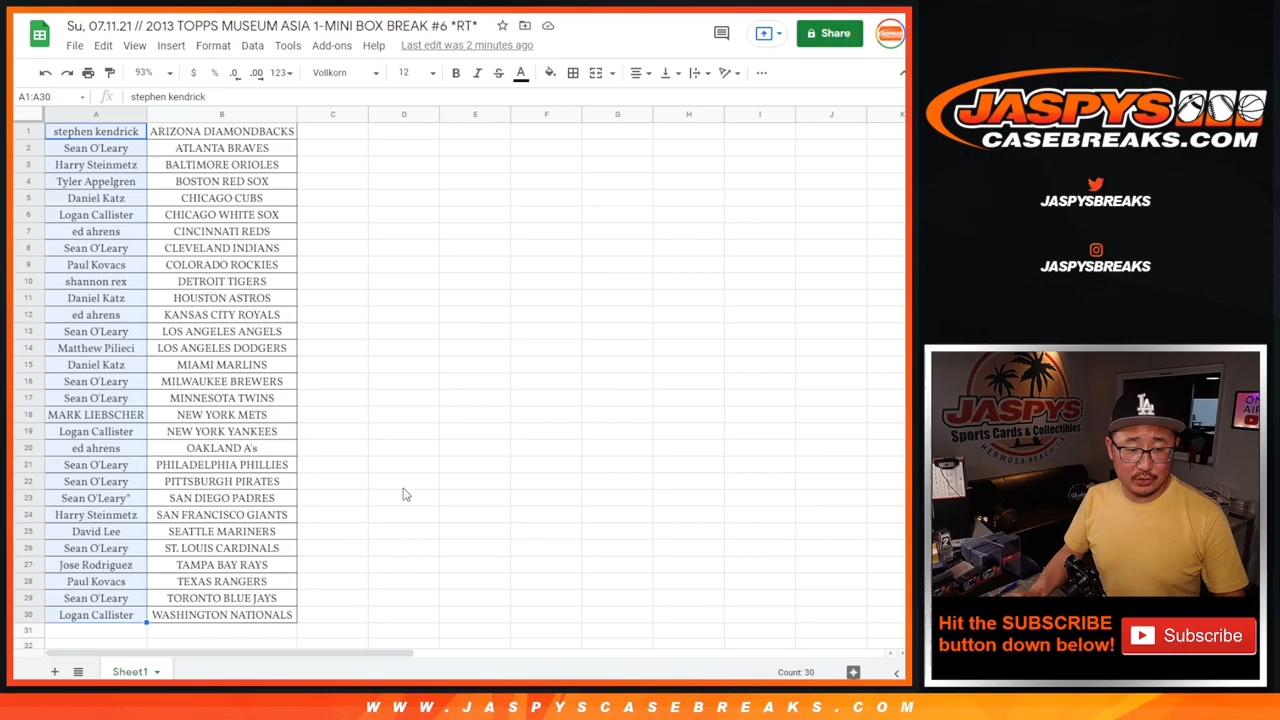 Su, 07.11.21 // 2013 TOPPS MUSEUM ASIA 1-MINI BOX BREAK #6 *RT*
File Edit View Insert Format Data Tools Add-ons Help Last edit was 2 minutes ago
Share
93% $ % .0 .00 123 Vollkorn 12 B I S A
A1:A30 fx stephen kendrick
A B C D E F G H I J K
1 stephen kendrick ARIZONA DIAMONDBACKS
2 Sean O'Leary ATLANTA BRAVES
3 Harry Steinmetz BALTIMORE ORIOLES
4 Tyler Appelgren BOSTON RED SOX
5 Daniel Katz CHICAGO CUBS
6 Logan Callister CHICAGO WHITE SOX
7 ed ahrens CINCINNATI REDS
8 Sean O'Leary CLEVELAND INDIANS
9 Paul Kovacs COLORADO ROCKIES
10 shannon rex DETROIT TIGERS
11 Daniel Katz HOUSTON ASTROS
12 ed ahrens KANSAS CITY ROYALS
13 Sean O'Leary LOS ANGELES ANGELS
14 Matthew Pilieci LOS ANGELES DODGERS
15 Daniel Katz MIAMI MARLINS
16 Sean O'Leary MILWAUKEE BREWERS
17 Sean O'Leary MINNESOTA TWINS
18 MARK LIEBSCHER NEW YORK METS
19 Logan Callister NEW YORK YANKEES
20 ed ahrens OAKLAND A's
21 Sean O'Leary PHILADELPHIA PHILLIES
22 Sean O'Leary PITTSBURGH PIRATES
23 Sean O'Leary* SAN DIEGO PADRES
24 Harry Steinmetz SAN FRANCISCO GIANTS
25 David Lee SEATTLE MARINERS
26 Sean O'Leary ST. LOUIS CARDINALS
27 Jose Rodriguez TAMPA BAY RAYS
28 Paul Kovacs TEXAS RANGERS
29 Sean O'Leary TORONTO BLUE JAYS
30 Logan Callister WASHINGTON NATIONALS
31
32
Sheet1 Count: 30
JASPYS
CASEBREAKS.COM
JASPYSBREAKS
JASPYSBREAKS
JASPYS
Sports Cards & Collectibles
HERMOSA BEACH CA
LA
ON
AIR
Hit the SUBSCRIBE
button down below!
Subscribe
WWW.JASPYSCASEBREAKS.COM